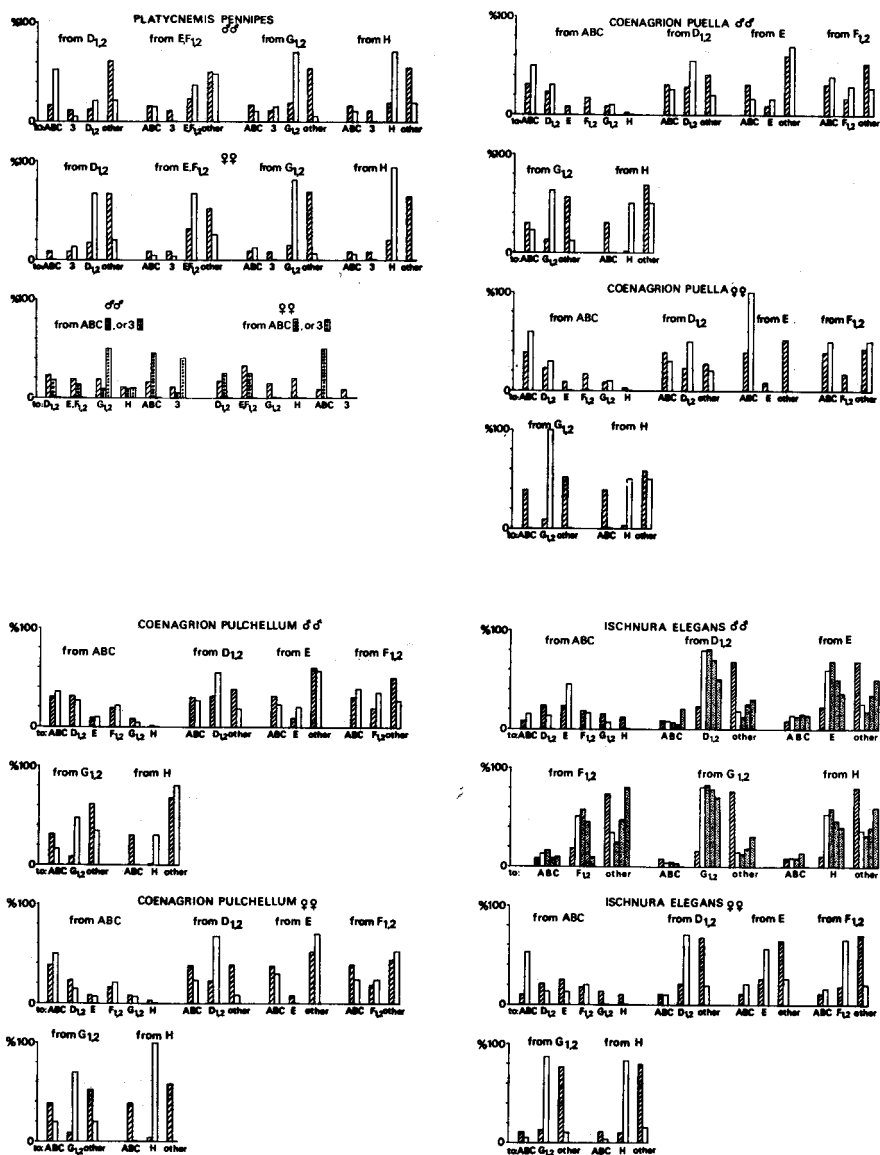 PLATYCNEMIS PENNIPES
♂♂
%100
from D1,2 from E,F1,2 from G1,2 from H
0
to: ABC 3 D1,2 other ABC 3 E,F1,2 other ABC 3 G1,2 other ABC 3 H other
♀♀
%100
from D1,2 from E,F1,2 from G1,2 from H
0
to: ABC 3 D1,2 other ABC 3 E,F1,2 other ABC 3 G1,2 other ABC 3 H other
♂♂ ♀♀
from ABC , or 3 from ABC , or 3
0
to: D1,2 E,F1,2 G1,2 H ABC 3 D1,2 E,F1,2 G1,2 H ABC 3
COENAGRION PUELLA ♂♂
%100
from ABC from D1,2 from E from F1,2
0
to: ABC D1,2 E F1,2 G1,2 H ABC D1,2 other ABC E other ABC F1,2 other
from G1,2 from H
0
to: ABC G1,2 other ABC H other
COENAGRION PUELLA ♀♀
%100
from ABC from D1,2 from E from F1,2
0
to: ABC D1,2 E F1,2 G1,2 H ABC D1,2 other ABC E other ABC F1,2 other
%100
from G1,2 from H
0
to: ABC G1,2 other ABC H other
COENAGRION PULCHELLUM ♂♂
%100
from ABC from D1,2 from E from F1,2
0
to: ABC D1,2 E F1,2 G1,2 H ABC D1,2 other ABC E other ABC F1,2 other
%100
from G1,2 from H
0
to: ABC G1,2 other ABC H other
COENAGRION PULCHELLUM ♀♀
%100
from ABC from D1,2 from E from F1,2
0
to: ABC D1,2 E F1,2 G1,2 H ABC D1,2 other ABC E other ABC F1,2 other
%100
from G1,2 from H
0
to: ABC G1,2 other ABC H other
ISCHNURA ELEGANS ♂♂
%100
from ABC from D1,2 from E
0
to: ABC D1,2 E F1,2 G1,2 H ABC D1,2 other ABC E other
%100
from F1,2 from G1,2 from H
0
to: ABC F1,2 other ABC G1,2 other ABC H other
ISCHNURA ELEGANS ♀♀
%100
from ABC from D1,2 from E from F1,2
0
to: ABC D1,2 E F1,2 G1,2 H ABC D1,2 other ABC E other ABC F1,2 other
%100
from G1,2 from H
0
to: ABC G1,2 other ABC H other